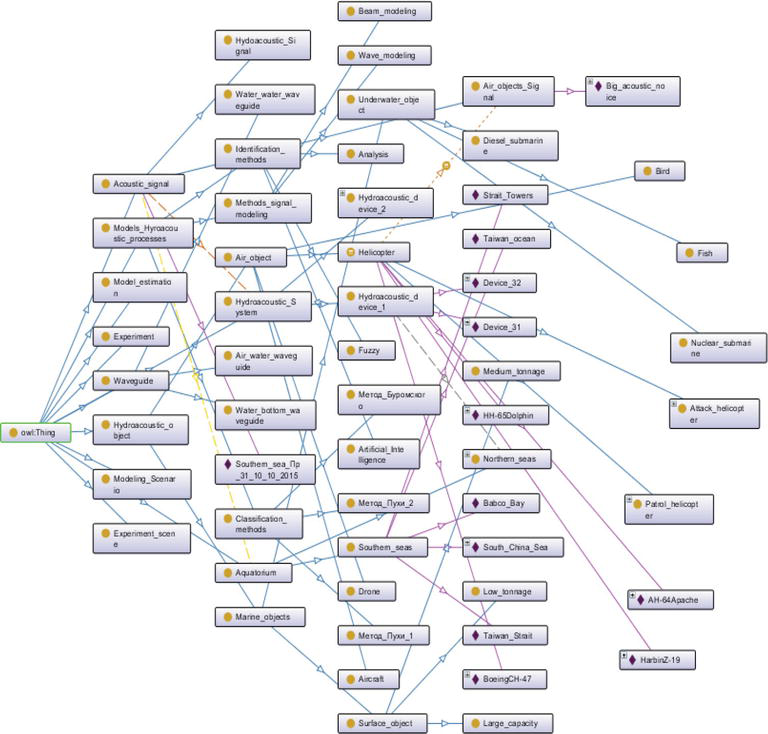 owl:Thing
Acoustic_signal
Models_Hyroacou
stic_processes
Model_estimatio
n
Experiment
Waveguide
Hydroacoustic_o
bject
Modeling_Scenar
io
Experiment_scen
e
Hydoacoustic_Si
gnal
Water_water_wav
eguide
Identification_
methods
Methods_signal_
modeling
Air_object
Hydroacoustic_S
ystem
Air_water_waveg
uide
Water_bottom_wa
veguide
Southern_sea_Пр
_31_10_10_2015
Classification_
methods
Aquatorium
Marine_objects
Beam_modeling
Wave_modeling
Underwater_obje
ct
Analysis
Hydroacoustic_d
evice_2
Helicopter
Hydroacoustic_d
evice_1
Fuzzy
Метод_Буромског
о
Artificial_Inte
lligence
Метод_Пухи_2
Southern_seas
Drone
Метод_Пухи_1
Aircraft
Surface_object
Air_objects_Sig
nal
Diesel_submarin
e
Strait_Towers
Taiwan_ocean
Device_32
Device_31
Medium_tonnage
HH-65Dolphin
Northern_seas
Babco_Bay
South_China_Sea
Low_tonnage
Taiwan_Strait
BoeingCH-47
Large_capacity
Big_acoustic_no
ice
Bird
Fish
Nuclear_submari
ne
Attack_helicopt
er
Patrol_helicopt
er
AH-64Apache
HarbinZ-19